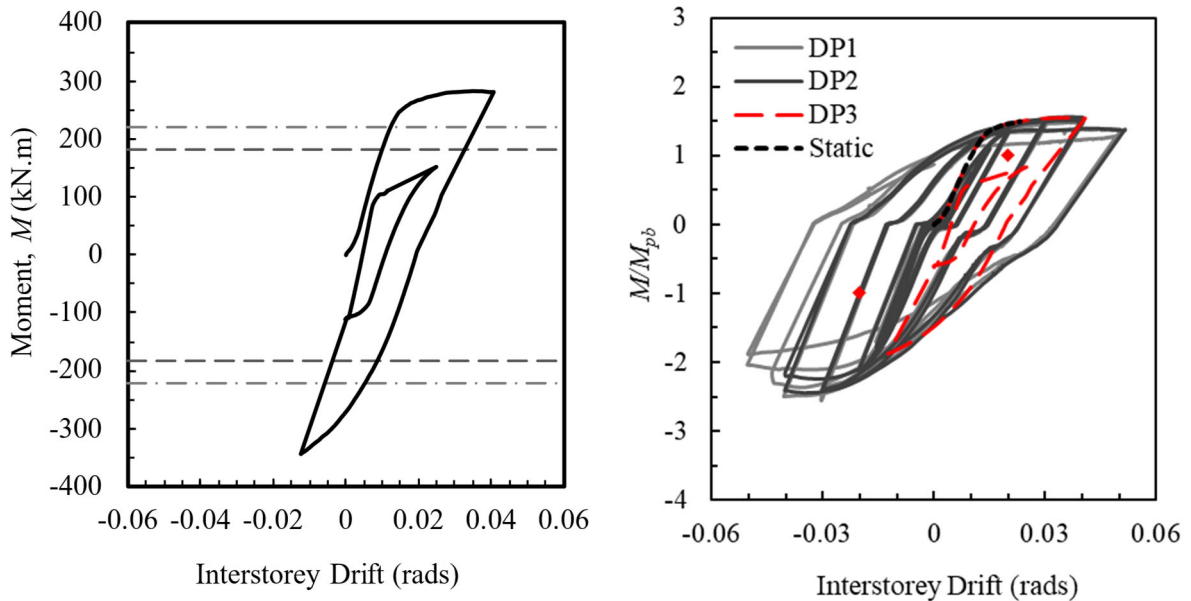 400
300
200
100
0
-100
-200
-300
-400
Moment, M (kN.m)
-0.06 -0.04 -0.02 0 0.02 0.04 0.06
Interstorey Drift (rads)
3
2
1
0
-1
-2
-3
-4
M/Mpb
DP1
DP2
DP3
Static
-0.06 -0.03 0 0.03 0.06
Interstorey Drift (rads)